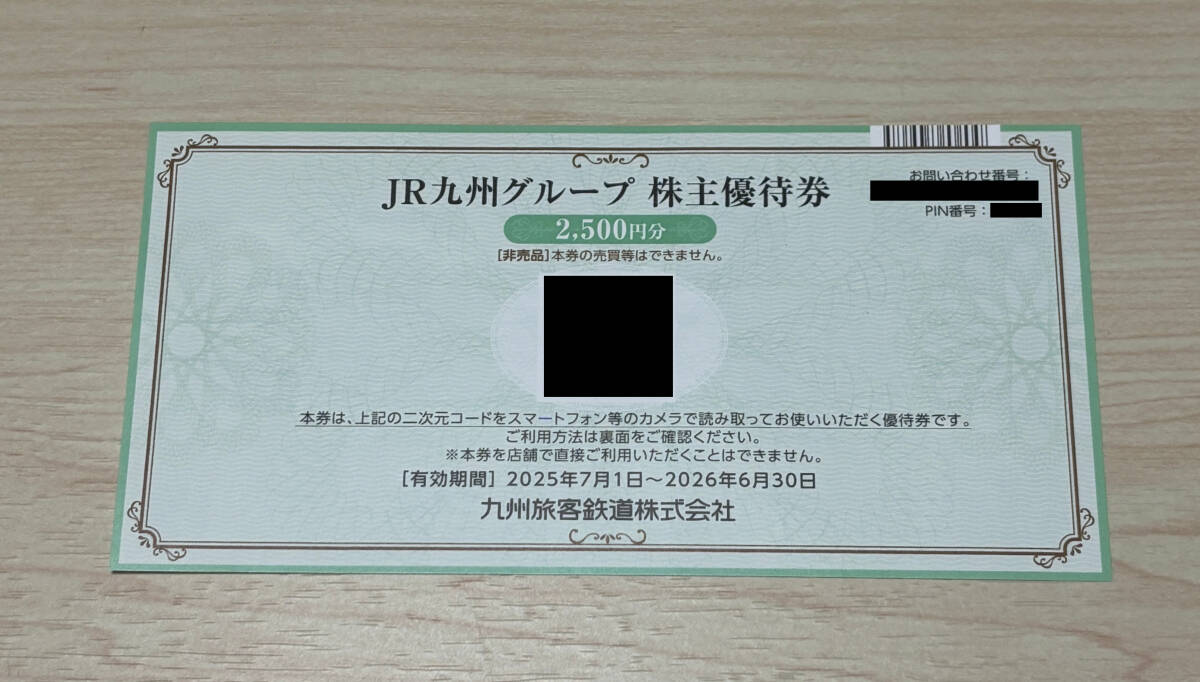 JR九州グループ 株主優待券
お問い合わせ番号：
PIN番号：
2,500円分
[非売品]本券の売買等はできません。
本券は、上記の二次元コードをスマートフォン等のカメラで読み取ってお使いいただく優待券です。
ご利用方法は裏面をご確認ください。
※本券を店舗で直接ご利用いただくことはできません。
[有効期間] 2025年7月1日～2026年6月30日
九州旅客鉄道株式会社